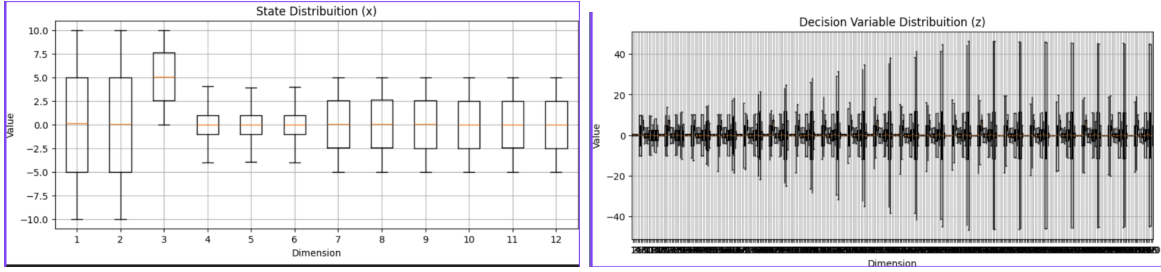 State Distribuition (x)
10.0
7.5
5.0
2.5
0.0
−2.5
−5.0
−7.5
−10.0
Value
1 2 3 4 5 6 7 8 9 10 11 12
Dimension
Decision Variable Distribuition (z)
40
20
0
−20
−40
Value
Dimension